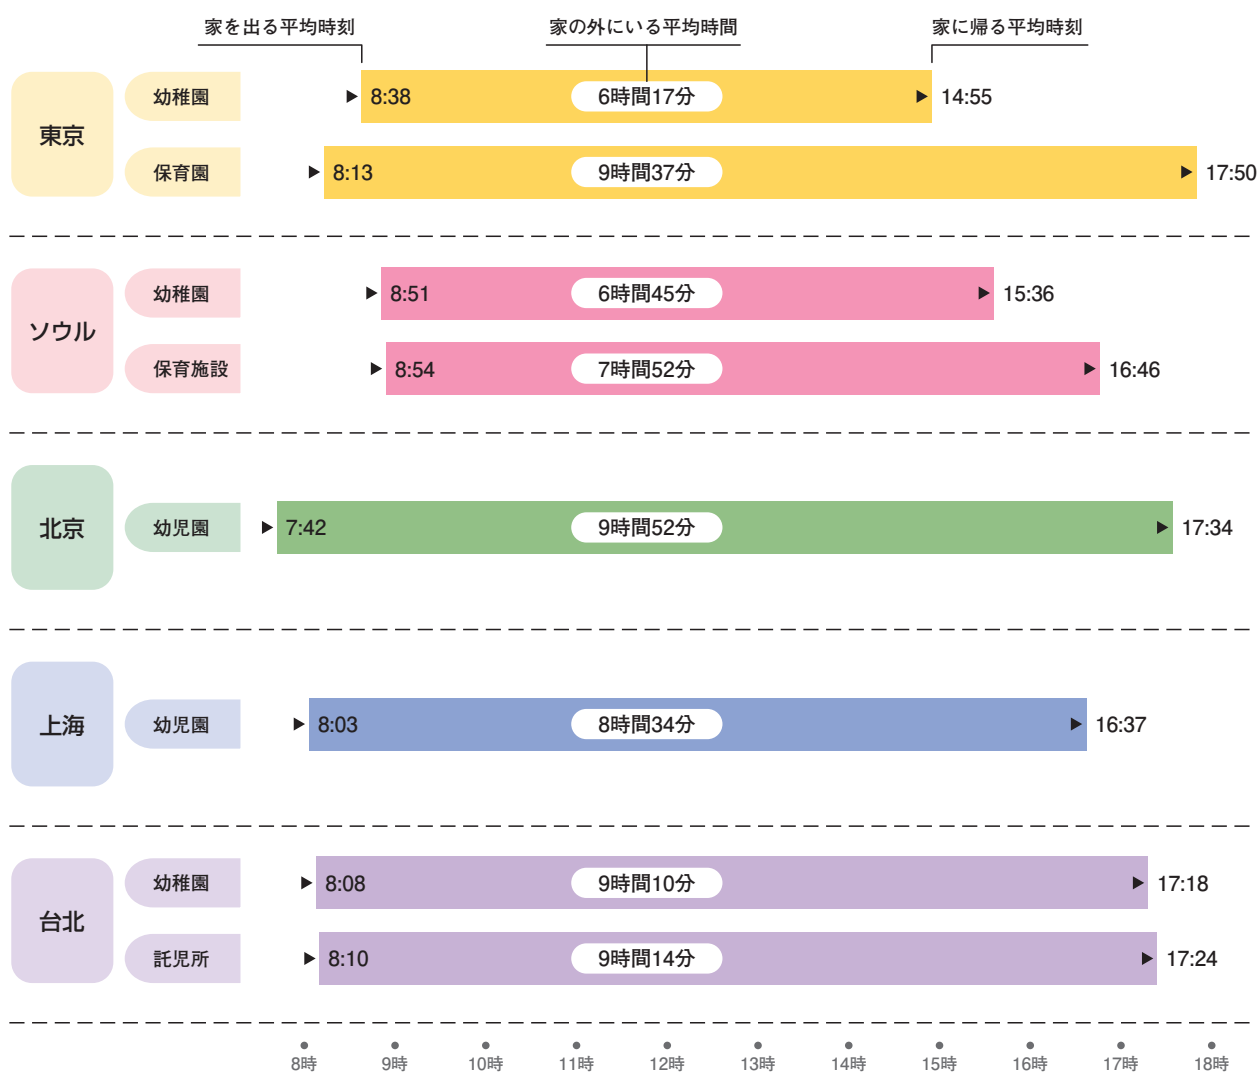 家を出る平均時刻 家の外にいる平均時間 家に帰る平均時刻
東京
幼稚園 8:38 6時間17分 14:55
保育園 8:13 9時間37分 17:50
ソウル
幼稚園 8:51 6時間45分 15:36
保育施設 8:54 7時間52分 16:46
北京
幼児園 7:42 9時間52分 17:34
上海
幼児園 8:03 8時間34分 16:37
台北
幼稚園 8:08 9時間10分 17:18
託児所 8:10 9時間14分 17:24
8時 9時 10時 11時 12時 13時 14時 15時 16時 17時 18時